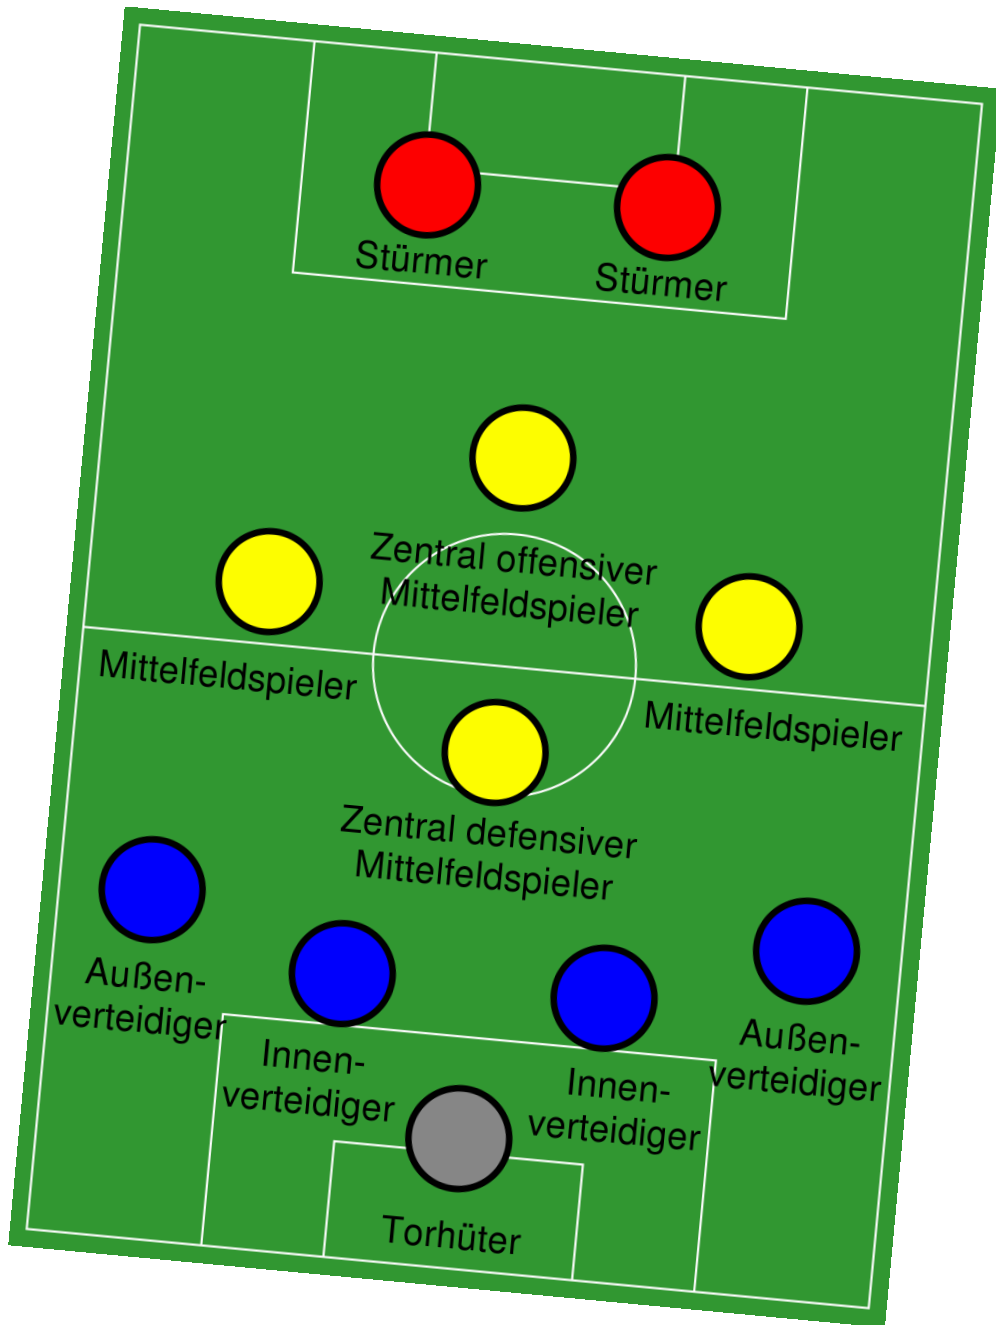 Stürmer
Stürmer
Zentral offensiver
Mittelfeldspieler
Mittelfeldspieler
Mittelfeldspieler
Zentral defensiver
Mittelfeldspieler
Außen-
verteidiger
Innen-
verteidiger
Innen-
verteidiger
Außen-
verteidiger
Torhüter